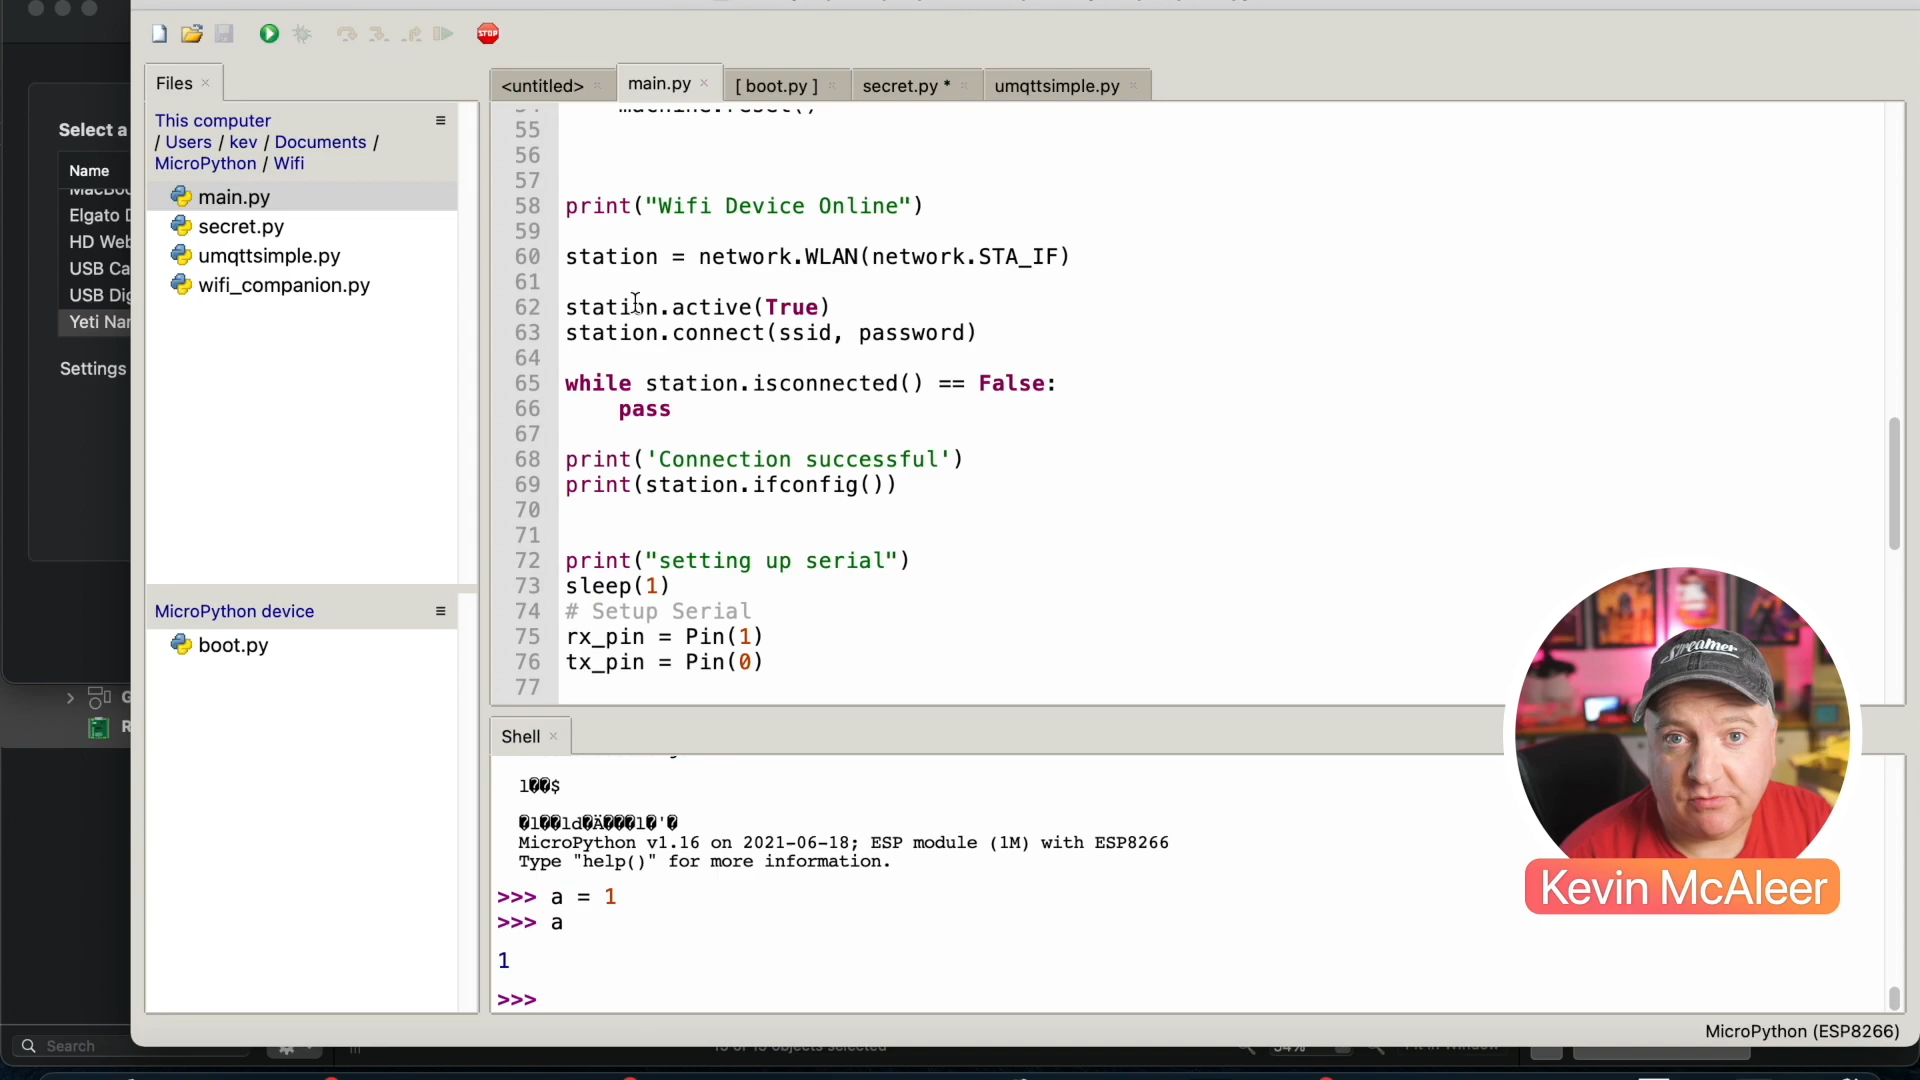 Select a
Name
MacBoo
Elgato D
HD Web
USB Ca
USB Dig
Yeti Nan
Settings
Search
Files
This computer
/ Users / kev / Documents /
MicroPython / Wifi
main.py
secret.py
umqttsimple.py
wifi_companion.py
MicroPython device
boot.py
STOP
<untitled>
main.py
[ boot.py ]
secret.py *
umqttsimple.py
machine.reset()
55
56
57
58 print("Wifi Device Online")
59
60 station = network.WLAN(network.STA_IF)
61
62 station.active(True)
63 station.connect(ssid, password)
64
65 while station.isconnected() == False:
66 pass
67
68 print('Connection successful')
69 print(station.ifconfig())
70
71
72 print("setting up serial")
73 sleep(1)
74 # Setup Serial
75 rx_pin = Pin(1)
76 tx_pin = Pin(0)
77
Shell
l��$
�l��ld�Ä���l�'�
MicroPython v1.16 on 2021-06-18; ESP module (1M) with ESP8266
Type "help()" for more information.
>>> a = 1
>>> a
1
>>>
Streamer
Kevin McAleer
MicroPython (ESP8266)